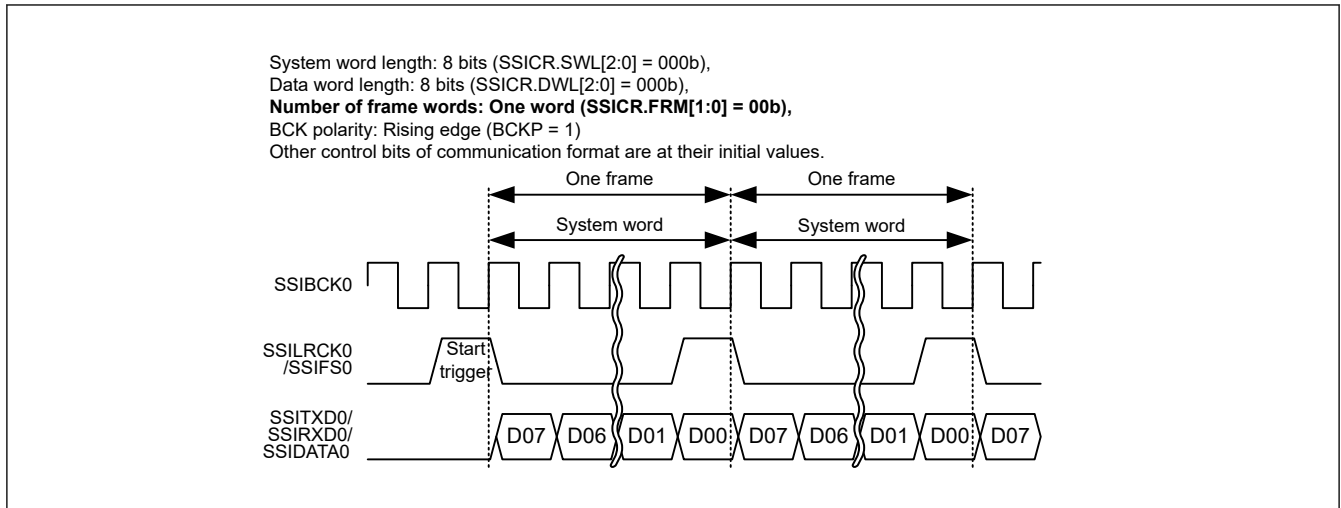 System word length: 8 bits (SSICR.SWL[2:0] = 000b),
Data word length: 8 bits (SSICR.DWL[2:0] = 000b),
Number of frame words: One word (SSICR.FRM[1:0] = 00b),
BCK polarity: Rising edge (BCKP = 1)
Other control bits of communication format are at their initial values.
One frame One frame
System word System word
SSIBCK0
SSILRCK0
/SSIFS0
Start
trigger
SSITXD0/
SSIRXD0/
SSIDATA0
D07 D06 D01 D00 D07 D06 D01 D00 D07